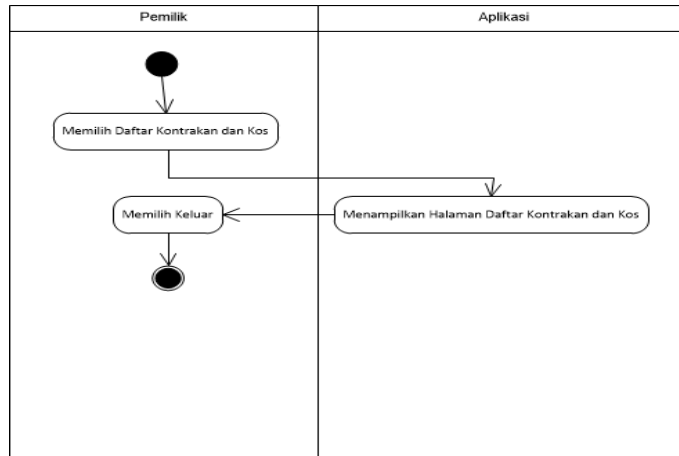 Pemilik
Aplikasi
Memilih Daftar Kontrakan dan Kos
Memilih Keluar
Menampilkan Halaman Daftar Kontrakan dan Kos